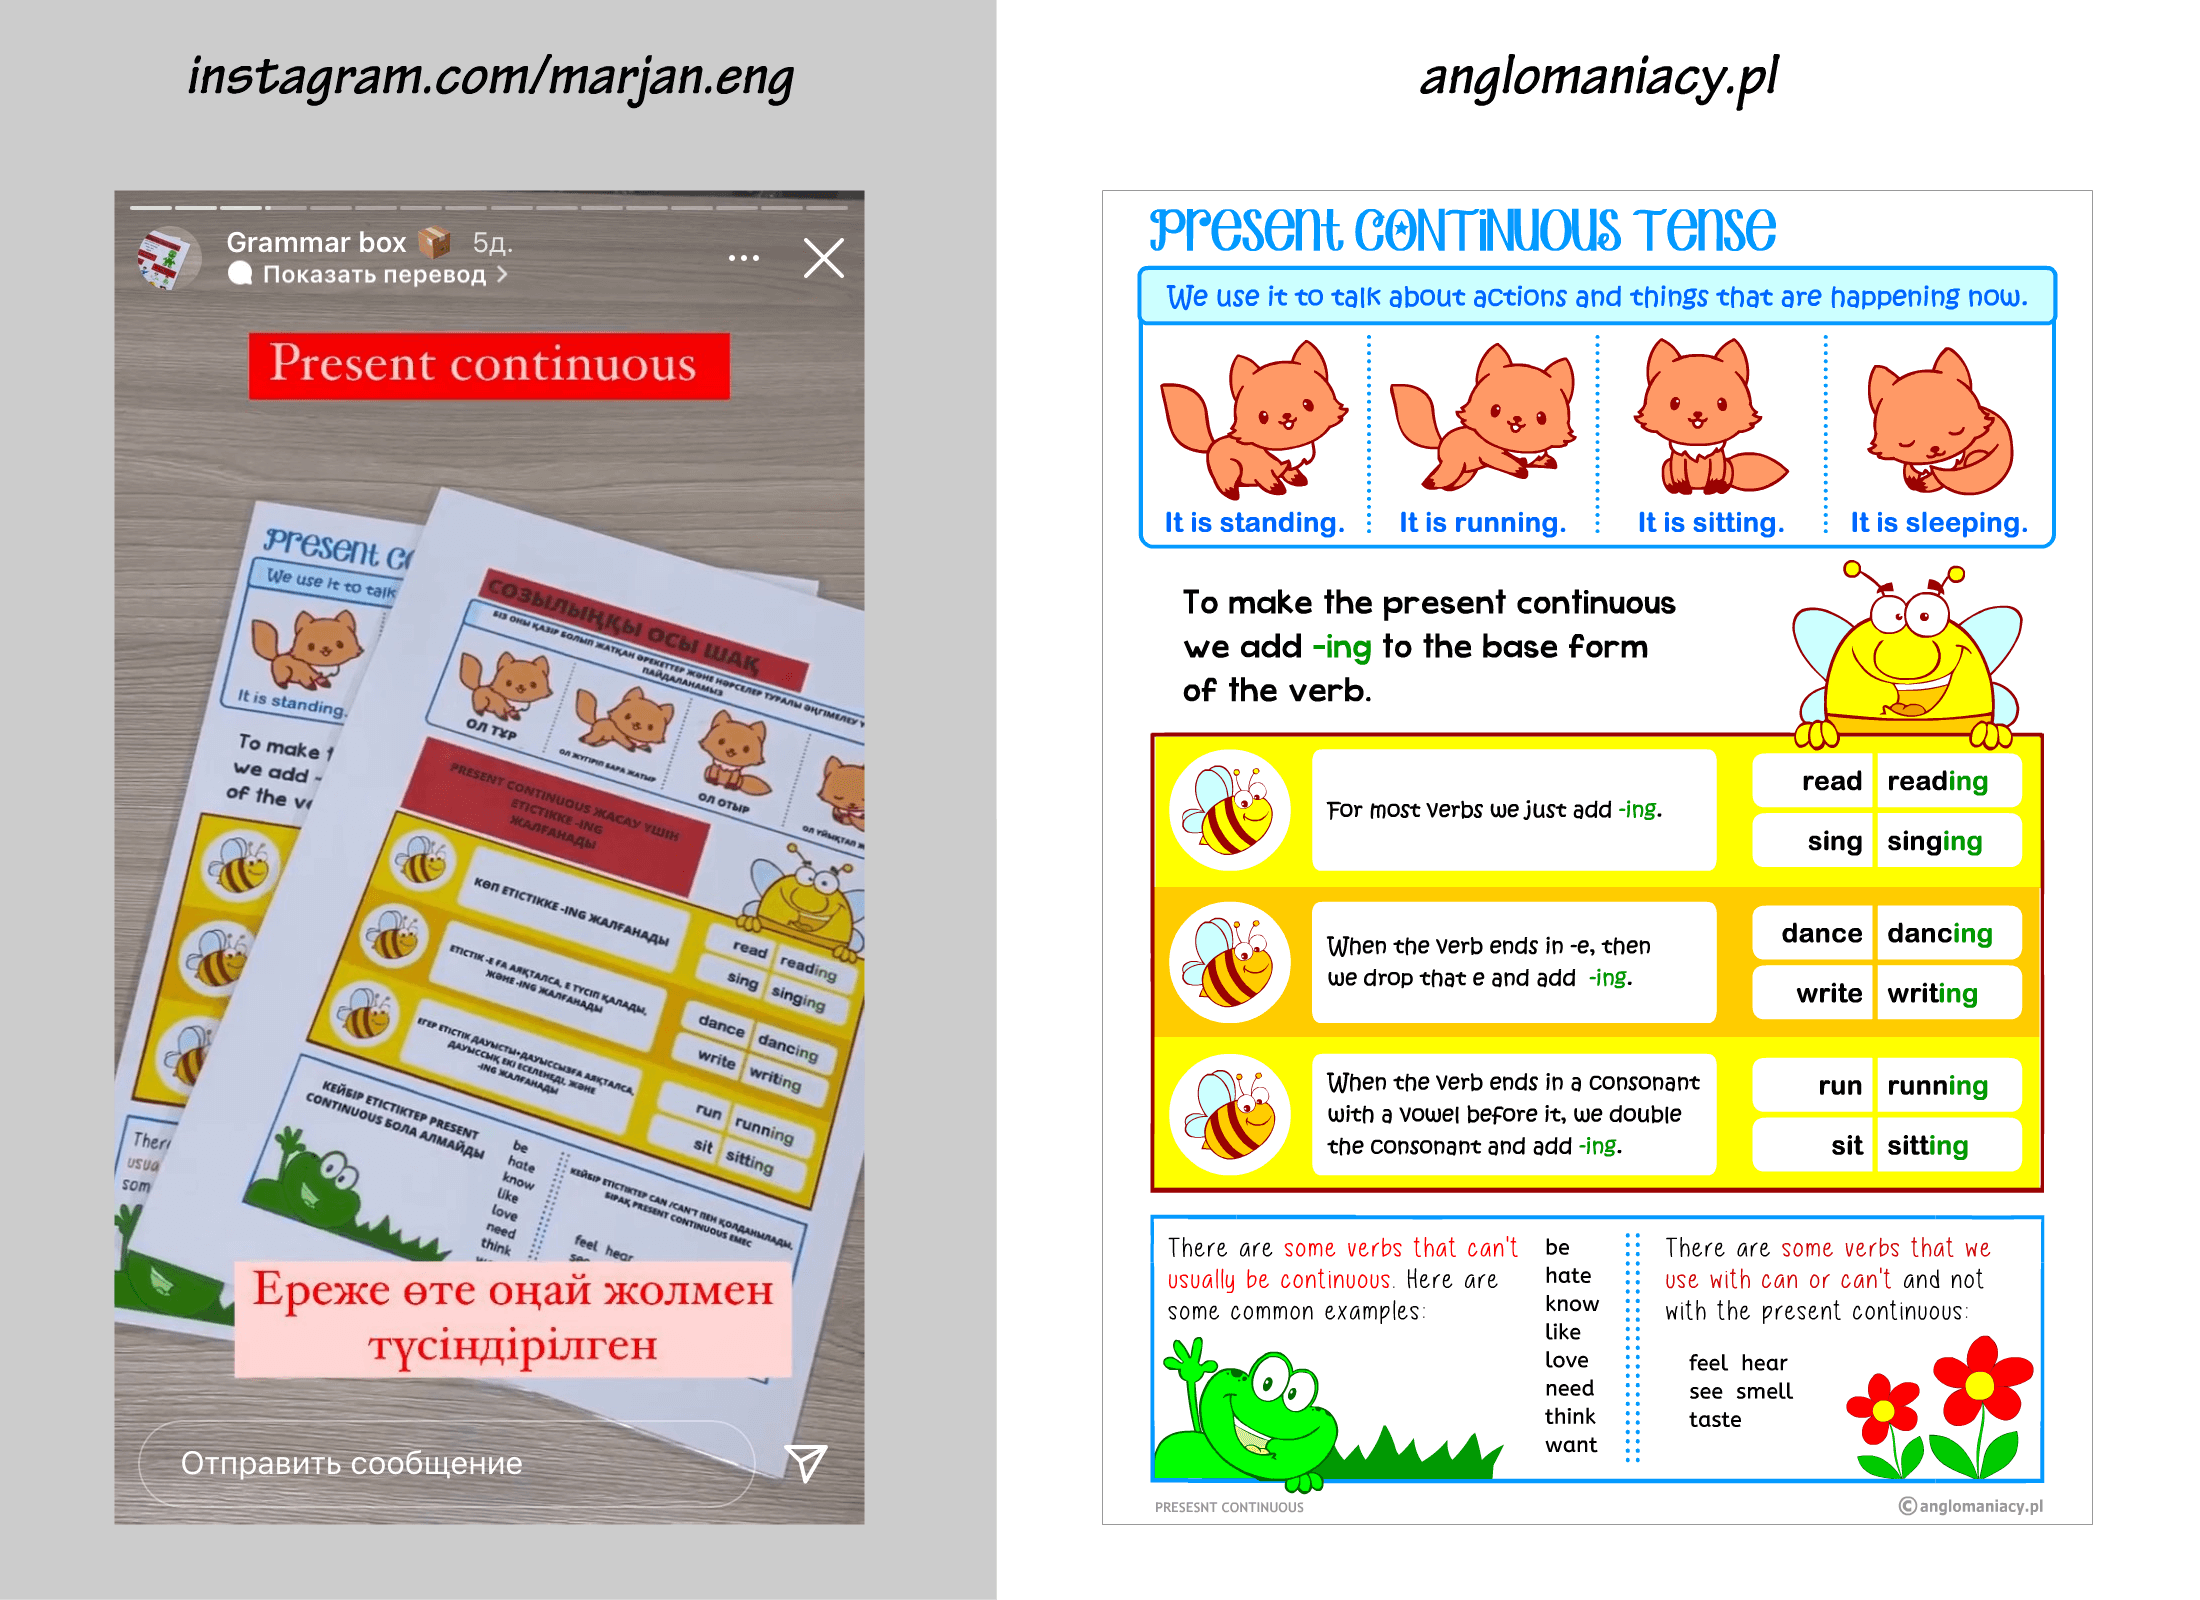 instagram.com/marjan.eng
Grammar box 5д.
Показать перевод
Present continuous
Present
We use it to talk
It is standing.
To make
we add -
of the
СОЗЫЛЫҢҚЫ ОСЫ ШАҚ
БІЗ ОНЫ ҚАЗІР БОЛЫП ЖАТҚАН ӘРЕКЕТТЕР ЖӘНЕ НӘРСЕЛЕР ТУРАЛЫ ӘҢГІМЕЛЕУ
ПАЙДАЛАНАМЫЗ
ОЛ ТҰР
ОЛ ЖҮГІРІП БАРА ЖАТЫР
ОЛ ОТЫР
ОЛ ҰЙЫҚТАП
PRESENT CONTINUOUS ЖАСАУ ҮШІН
ЕТІСТІККЕ -ING
ЖАЛҒАНАДЫ
КӨП ЕТІСТІККЕ -ING ЖАЛҒАНАДЫ
read reading
sing singing
ЕТІСТІК -Е ҒА АЯҚТАЛСА, Е ТҮСІП ҚАЛАДЫ,
ЖӘНЕ -ING ЖАЛҒАНАДЫ
dance dancing
write writing
ЕГЕР ЕТІСТІК ДАУЫСТЫ+ДАУЫССЫЗҒА АЯҚТАЛСА,
ДАУЫССЫҚ ЕКІ ЕСЕЛЕНЕДІ, ЖӘНЕ
-ING ЖАЛҒАНАДЫ
run running
sit sitting
КЕЙБІР ЕТІСТІКТЕР PRESENT
CONTINUOUS БОЛА АЛМАЙДЫ
be
hate
know
like
love
need
think
КЕЙБІР ЕТІСТІКТЕР CAN /CAN'T ПЕН ҚОЛДАНЫЛАДЫ,
БІРАҚ PRESENT CONTINUOUS ЕМЕС
feel hear
Ереже өте оңай жолмен
түсіндірілген
Отправить сообщение
anglomaniacy.pl
Present CONTiNUOUS Tense
We use it to talk about actions and things that are happening now.
It is standing. It is running. It is sitting. It is sleeping.
To make the present continuous
we add -ing to the base form
of the verb.
For most verbs we just add -ing.
read reading
sing singing
When the verb ends in -e, then
we drop that e and add -ing.
dance dancing
write writing
When the verb ends in a consonant
with a vowel before it, we double
the consonant and add -ing.
run running
sit sitting
There are some verbs that can't
usually be continuous. Here are
some common examples:
be
hate
know
like
love
need
think
want
There are some verbs that we
use with can or can't and not
with the present continuous:
feel hear
see smell
taste
PRESESNT CONTINUOUS
©anglomaniacy.pl